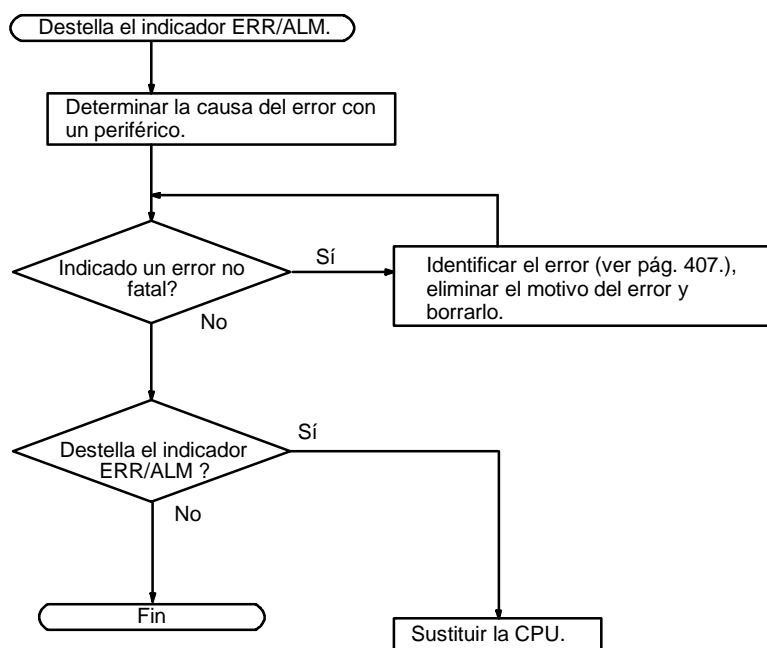 Destella el indicador ERR/ALM.
Determinar la causa del error con
un periférico.
Indicado un error no
fatal?
Sí
Identificar el error (ver pág. 407.),
eliminar el motivo del error y
borrarlo.
No
Destella el indicador
ERR/ALM ?
Sí
No
Fin
Sustituir la CPU.